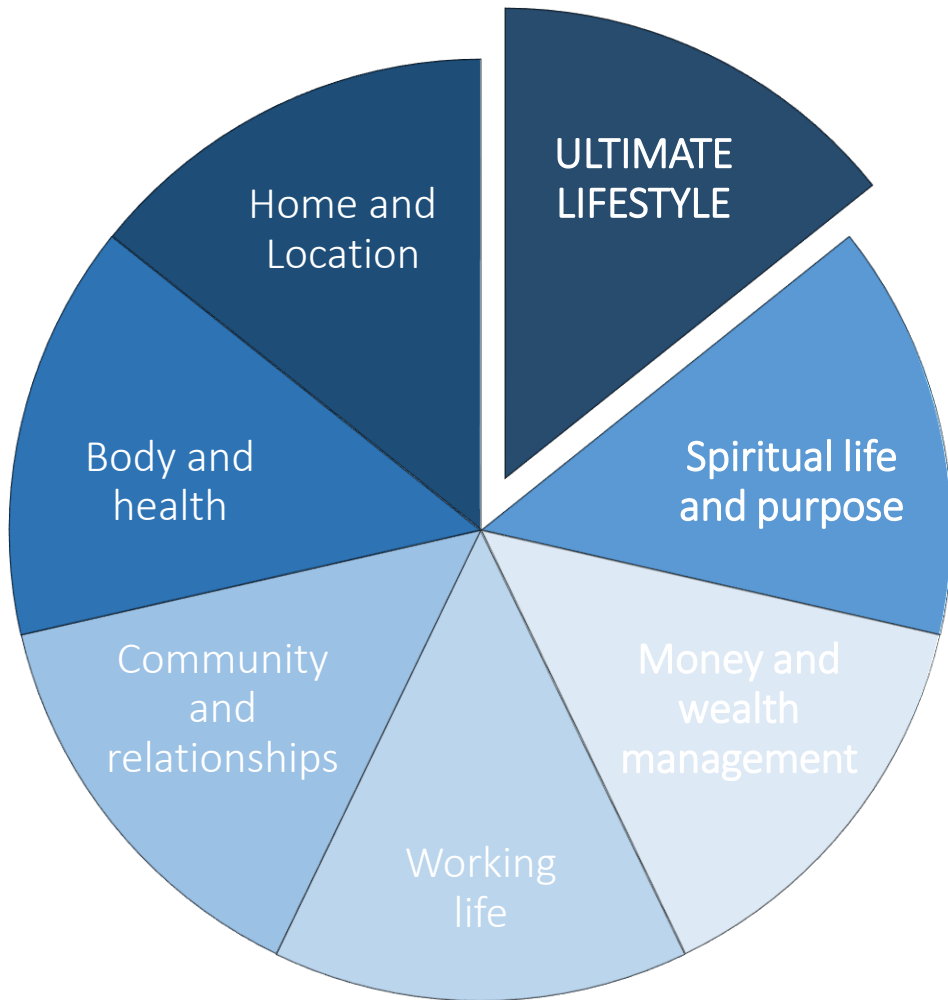 ULTIMATE
LIFESTYLE
Home and
Location
Spiritual life
and purpose
Body and
health
Money and
wealth
management
Community
and
relationships
Working
life